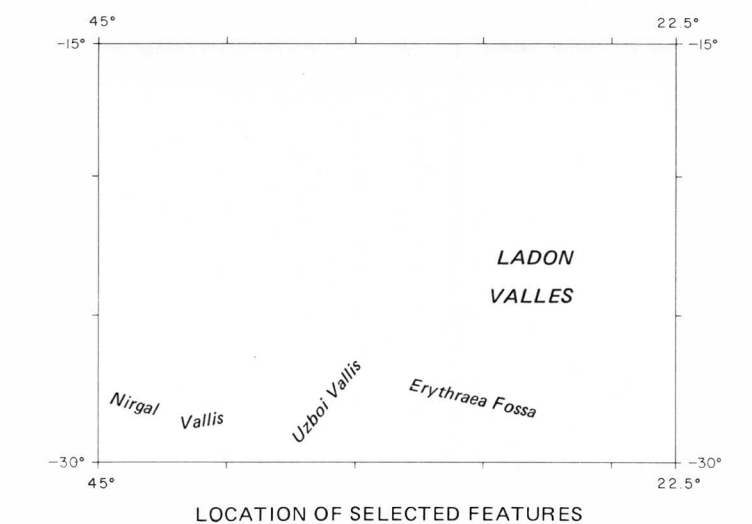 45°
22.5°
-15°
-15°
LADON
VALLES
Nirgal
Vallis
Uzboi Vallis
Erythraea Fossa
-30°
-30°
45°
22.5°
LOCATION OF SELECTED FEATURES